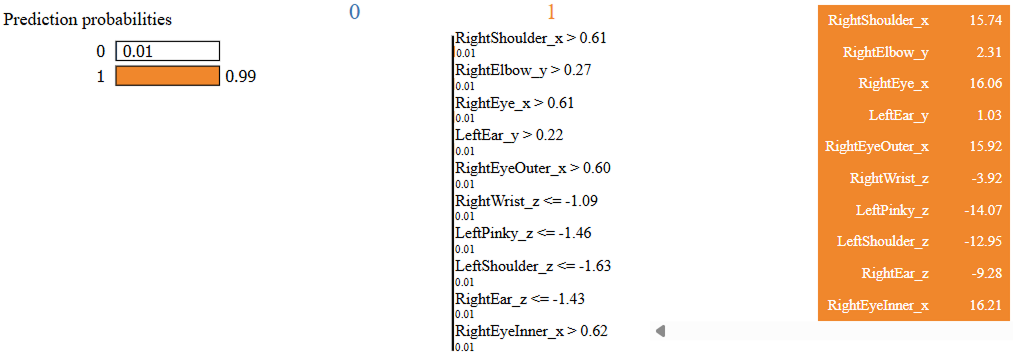 Prediction probabilities
0 0.01
1 0.99
0 1
RightShoulder_x > 0.61
0.01
RightElbow_y > 0.27
0.01
RightEye_x > 0.61
0.01
LeftEar_y > 0.22
0.01
RightEyeOuter_x > 0.60
0.01
RightWrist_z <= -1.09
0.01
LeftPinky_z <= -1.46
0.01
LeftShoulder_z <= -1.63
0.01
RightEar_z <= -1.43
0.01
RightEyeInner_x > 0.62
0.01
RightShoulder_x 15.74
RightElbow_y 2.31
RightEye_x 16.06
LeftEar_y 1.03
RightEyeOuter_x 15.92
RightWrist_z -3.92
LeftPinky_z -14.07
LeftShoulder_z -12.95
RightEar_z -9.28
RightEyeInner_x 16.21